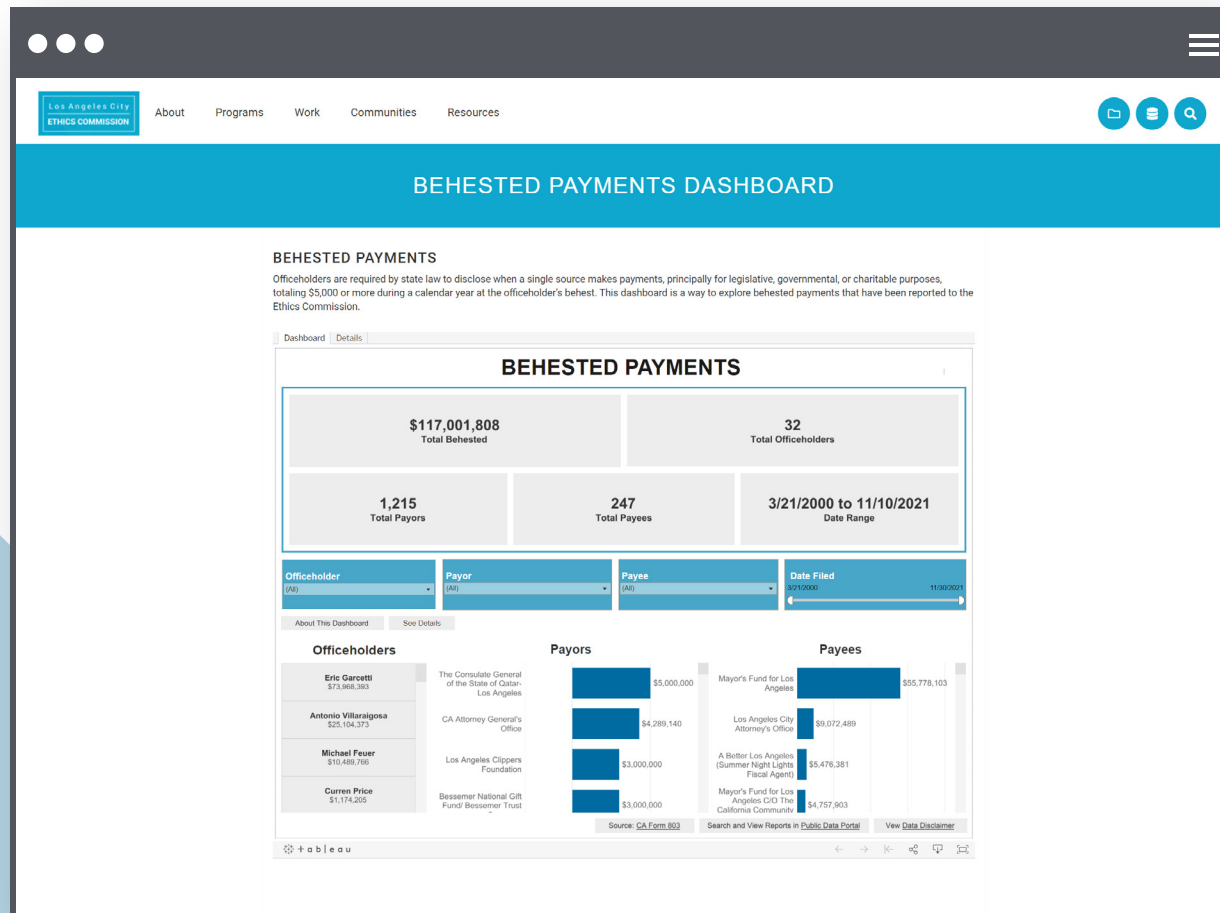 Los Angeles City
ETHICS COMMISSION
About
Programs
Work
Communities
Resources
BEHESTED PAYMENTS DASHBOARD
BEHESTED PAYMENTS
Officeholders are required by state law to disclose when a single source makes payments, principally for legislative, governmental, or charitable purposes,
totaling $5,000 or more during a calendar year at the officeholder's behest. This dashboard is a way to explore behested payments that have been reported to the
Ethics Commission.
Dashboard
Details
BEHESTED PAYMENTS
$117,001,808
Total Behested
32
Total Officeholders
1,215
Total Payors
247
Total Payees
3/21/2000 to 11/10/2021
Date Range
Officeholder
(All)
Payor
(All)
Payee
(All)
Date Filed
3/21/2000
11/30/2021
About This Dashboard
See Details
Officeholders
Eric Garcetti
$73,968,393
Antonio Villaraigosa
$25,104,373
Michael Feuer
$10,489,766
Curren Price
$1,174,205
Payors
The Consulate General
of the State of Qatar-
Los Angeles
$5,000,000
CA Attorney General's
Office
$4,289,140
Los Angeles Clippers
Foundation
$3,000,000
Bessemer National Gift
Fund/ Bessemer Trust
$3,000,000
Payees
Mayor's Fund for Los
Angeles
$55,778,103
Los Angeles City
Attorney's Office
$9,072,489
A Better Los Angeles
(Summer Night Lights
Fiscal Agent)
$5,476,381
Mayor's Fund for Los
Angeles C/O The
California Community
$4,757,903
Source: CA Form 803
Search and View Reports in Public Data Portal
Vew Data Disclaimer
+ableau